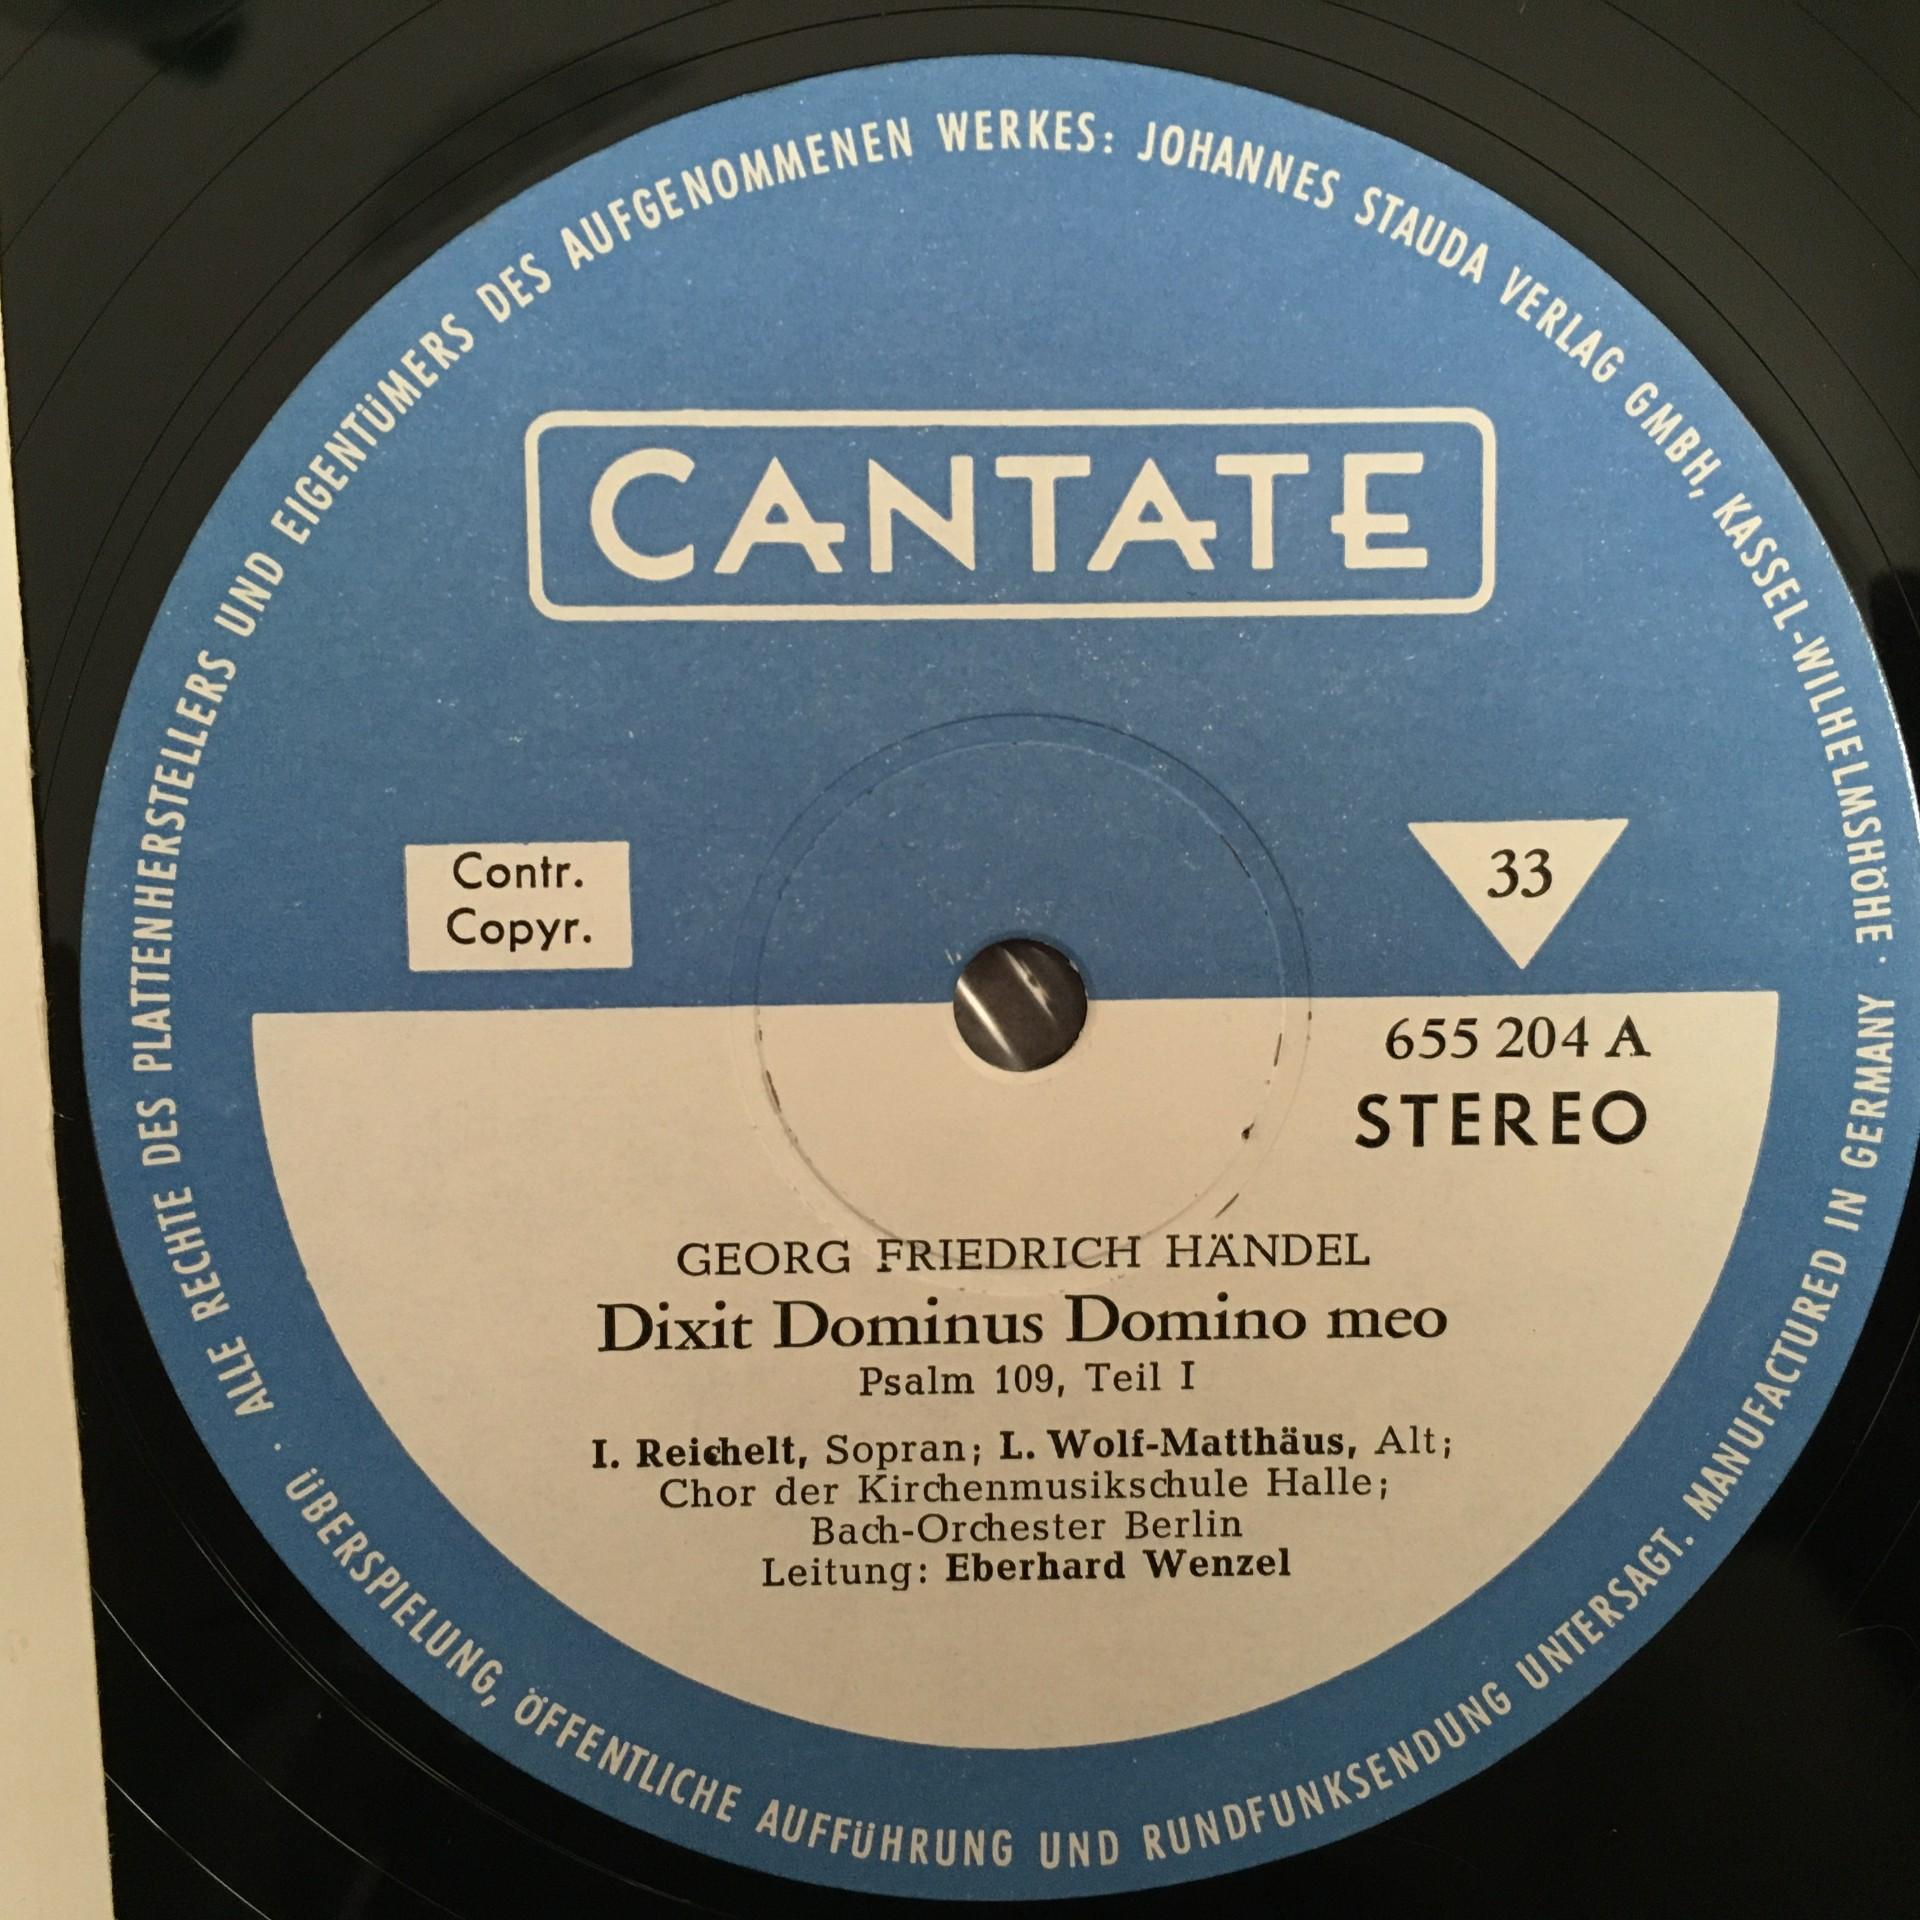 ALLE RECHTE DES PLATTENHERSTELLERS UND EIGENTÜMERS DES AUFGENOMMENEN WERKES: JOHANNES STAUDA VERLAG GMBH, KASSEL-WILHELMSHÖHE ·
CANTATE
Contr.
Copyr.
33
655 204 A
STEREO
GEORG FRIEDRICH HÄNDEL
Dixit Dominus Domino meo
Psalm 109, Teil I
I. Reichelt, Sopran; L. Wolf-Matthäus, Alt;
Chor der Kirchenmusikschule Halle;
Bach-Orchester Berlin
Leitung: Eberhard Wenzel
· ÜBERSPIELUNG, ÖFFENTLICHE AUFFÜHRUNG UND RUNDFUNKSENDUNG UNTERSAGT. MANUFACTURED IN GERMANY